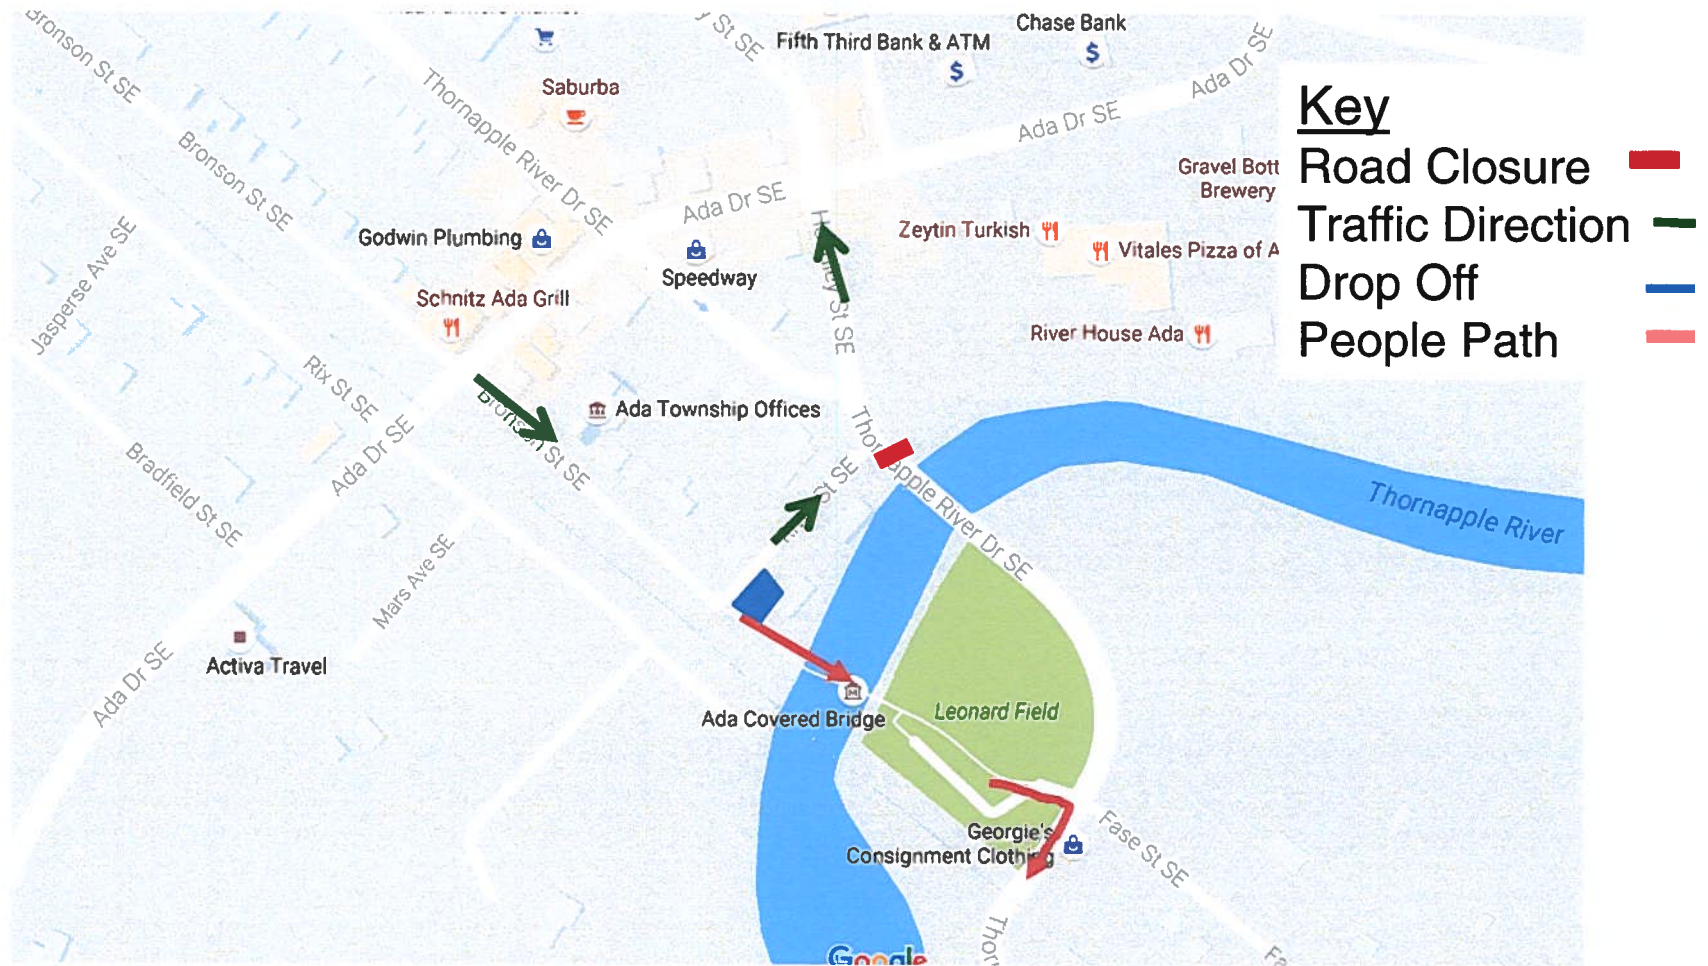 Chase Bank
Fifth Third Bank & ATM
y St SE
Bronson St SE
Ada Dr SE
Thornapple River Dr SE
Saburba
Key
Road Closure
Traffic Direction
Drop Off
People Path
Ada Dr SE
Bronson St SE
Gravel Bott
Brewery
Ada Dr SE
Jasperse Ave SE
Godwin Plumbing
Zeytin Turkish
Vitales Pizza of A
Speedway
Schnitz Ada Grill
St SE
River House Ada
Rix St SE
Ada Township Offices
Bronson St SE
Ada Dr SE
Bradfield St SE
Thornapple River Dr SE
St SE
Thornapple River
Mars Ave SE
Activa Travel
Ada Dr SE
Ada Covered Bridge
Leonard Field
Georgie's
Consignment Clothing
Fase St SE
Thor
Fa
Google